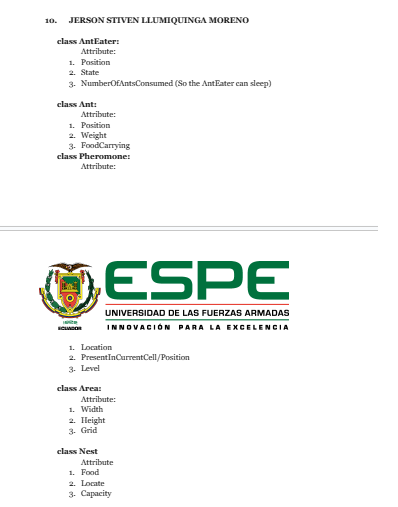 10. JERSON STIVEN LLUMIQUINGA MORENO
class AntEater:
Attribute:
1. Position
2. State
3. NumberOfAntsConsumed (So the AntEater can sleep)
class Ant:
Attribute:
1. Position
2. Weight
3. FoodCarrying
class Pheromone:
Attribute:
ESPE
UNIVERSIDAD DE LAS FUERZAS ARMADAS
INNOVACIÓN PARA LA EXCELENCIA
ECUADOR
1. Location
2. PresentInCurrentCell/Position
3. Level
class Area:
Attribute:
1. Width
2. Height
3. Grid
class Nest
Attribute
1. Food
2. Locate
3. Capacity